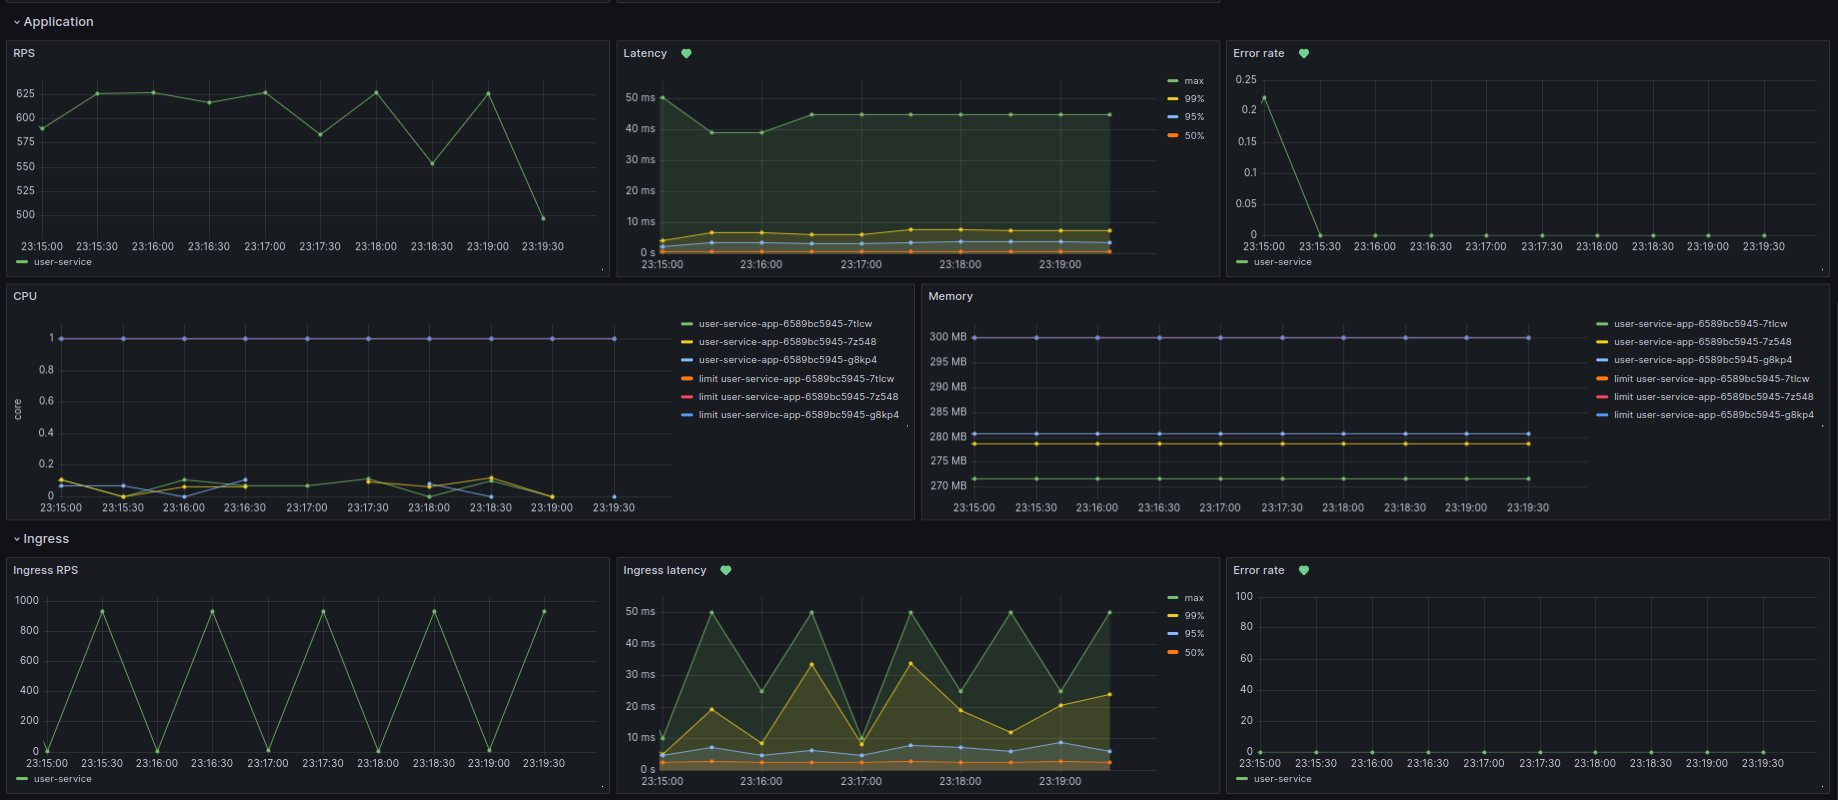 Application
RPS
625
600
575
550
525
500
23:15:00 23:15:30 23:16:00 23:16:30 23:17:00 23:17:30 23:18:00 23:18:30 23:19:00 23:19:30
user-service
Latency
50 ms
40 ms
30 ms
20 ms
10 ms
0 s
23:15:00 23:16:00 23:17:00 23:18:00 23:19:00
max
99%
95%
50%
Error rate
0.25
0.2
0.15
0.1
0.05
0
23:15:00 23:15:30 23:16:00 23:16:30 23:17:00 23:17:30 23:18:00 23:18:30 23:19:00 23:19:30
user-service
CPU
core
1
0.8
0.6
0.4
0.2
0
23:15:00 23:15:30 23:16:00 23:16:30 23:17:00 23:17:30 23:18:00 23:18:30 23:19:00 23:19:30
user-service-app-6589bc5945-7tlcw
user-service-app-6589bc5945-7z548
user-service-app-6589bc5945-g8kp4
limit user-service-app-6589bc5945-7tlcw
limit user-service-app-6589bc5945-7z548
limit user-service-app-6589bc5945-g8kp4
Memory
300 MB
295 MB
290 MB
285 MB
280 MB
275 MB
270 MB
23:15:00 23:15:30 23:16:00 23:16:30 23:17:00 23:17:30 23:18:00 23:18:30 23:19:00 23:19:30
user-service-app-6589bc5945-7tlcw
user-service-app-6589bc5945-7z548
user-service-app-6589bc5945-g8kp4
limit user-service-app-6589bc5945-7tlcw
limit user-service-app-6589bc5945-7z548
limit user-service-app-6589bc5945-g8kp4
Ingress
Ingress RPS
1000
800
600
400
200
0
23:15:00 23:15:30 23:16:00 23:16:30 23:17:00 23:17:30 23:18:00 23:18:30 23:19:00 23:19:30
user-service
Ingress latency
50 ms
40 ms
30 ms
20 ms
10 ms
0 s
23:15:00 23:16:00 23:17:00 23:18:00 23:19:00
max
99%
95%
50%
Error rate
100
80
60
40
20
0
23:15:00 23:15:30 23:16:00 23:16:30 23:17:00 23:17:30 23:18:00 23:18:30 23:19:00 23:19:30
user-service